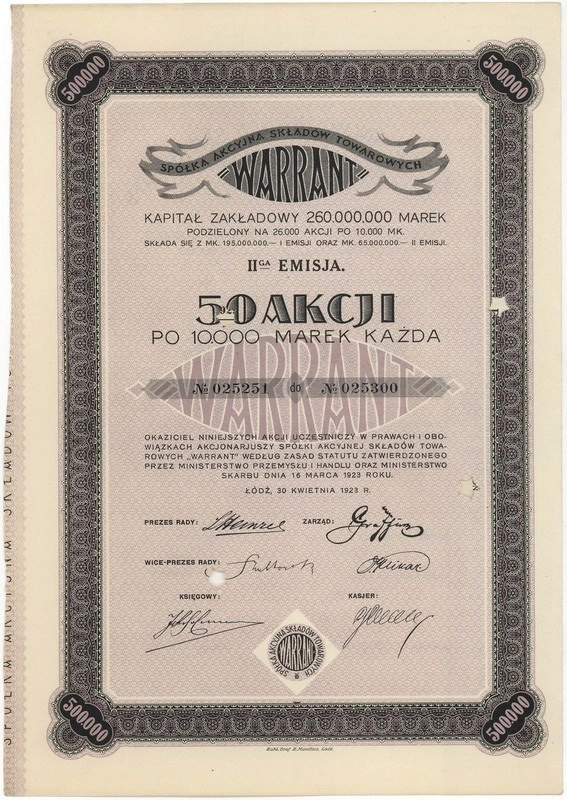 500000
500000
SPÓŁKA AKCYJNA SKŁADÓW TOWAROWYCH
"WARRANT"
KAPITAŁ ZAKŁADOWY 260.000.000 MAREK
PODZIELONY NA 26.000 AKCJI PO 10.000 MK.
SKŁADA SIĘ Z MK. 195.000.000.— I EMISJI ORAZ MK. 65.000.000.— II EMISJI.
IIGA EMISJA.
50 AKCJI
PO 10.000 MAREK KAŻDA
WARRANT
№ 025251 do № 025300
OKAZICIEL NINIEJSZYCH AKCJI UCZESTNICZY W PRAWACH I OBO-
WIĄZKACH AKCJONARJUSZY SPÓŁKI AKCYJNEJ SKŁADÓW TOWA-
ROWYCH „WARRANT" WEDŁUG ZASAD STATUTU ZATWIERDZONEGO
PRZEZ MINISTERSTWO PRZEMYSŁU I HANDLU ORAZ MINISTERSTWO
SKARBU DNIA 16 MARCA 1923 ROKU.
ŁÓDŹ, 30 KWIETNIA 1923 R.
PREZES RADY: ZARZĄD:
WICE-PREZES RADY:
KSIĘGOWY: KASJER:
SPÓŁKA AKCYJNA SKŁADÓW TOWAROWYCH
WARRANT
500000
500000